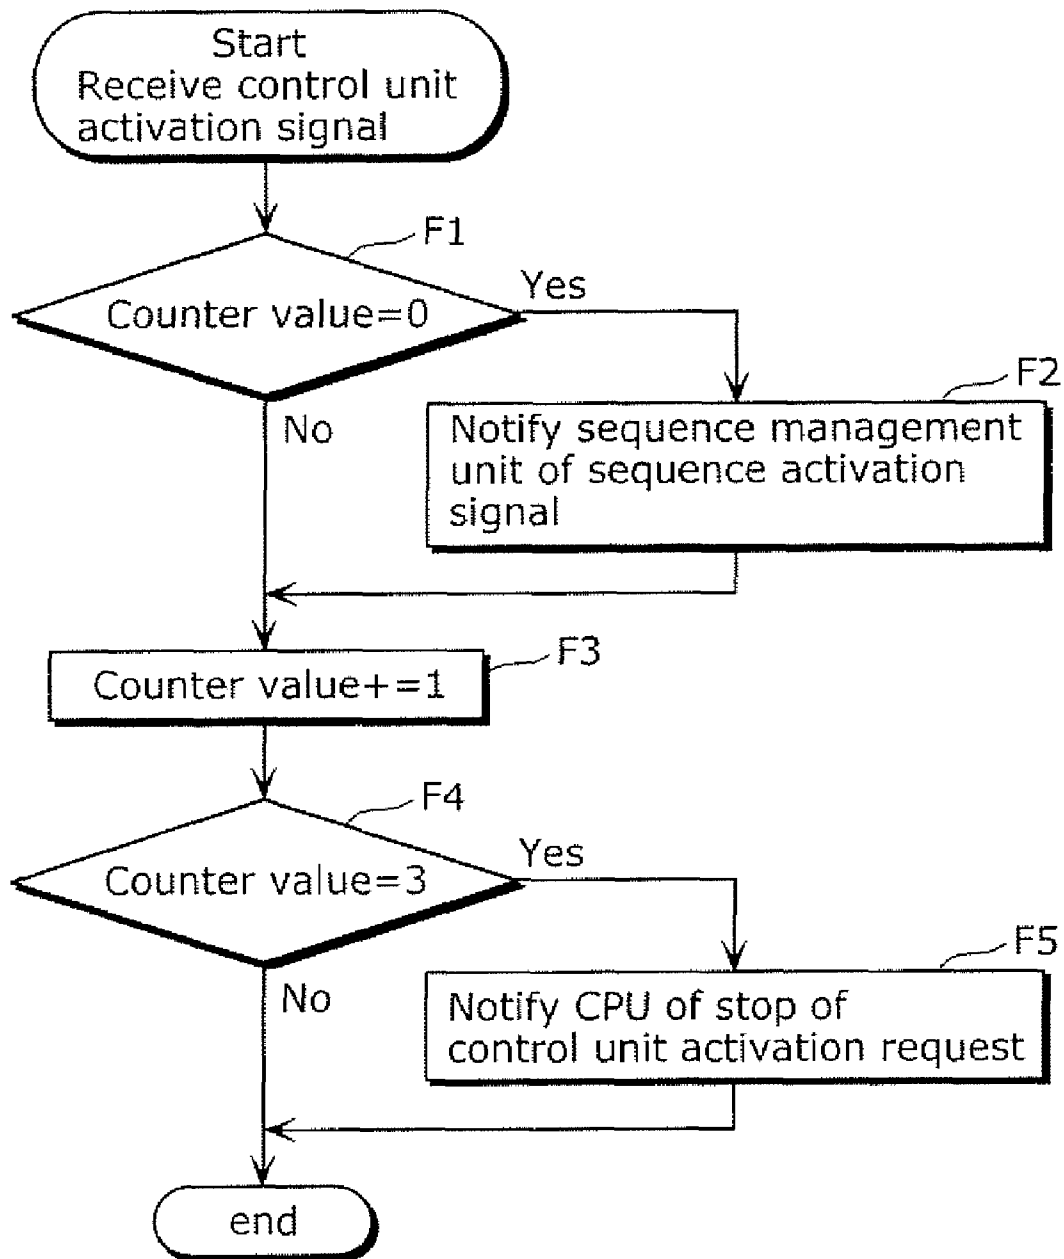 Start
Receive control unit
activation signal
F1
Counter value=0
Yes
No
F2
Notify sequence management
unit of sequence activation
signal
F3
Counter value+=1
F4
Counter value=3
Yes
No
F5
Notify CPU of stop of
control unit activation request
end